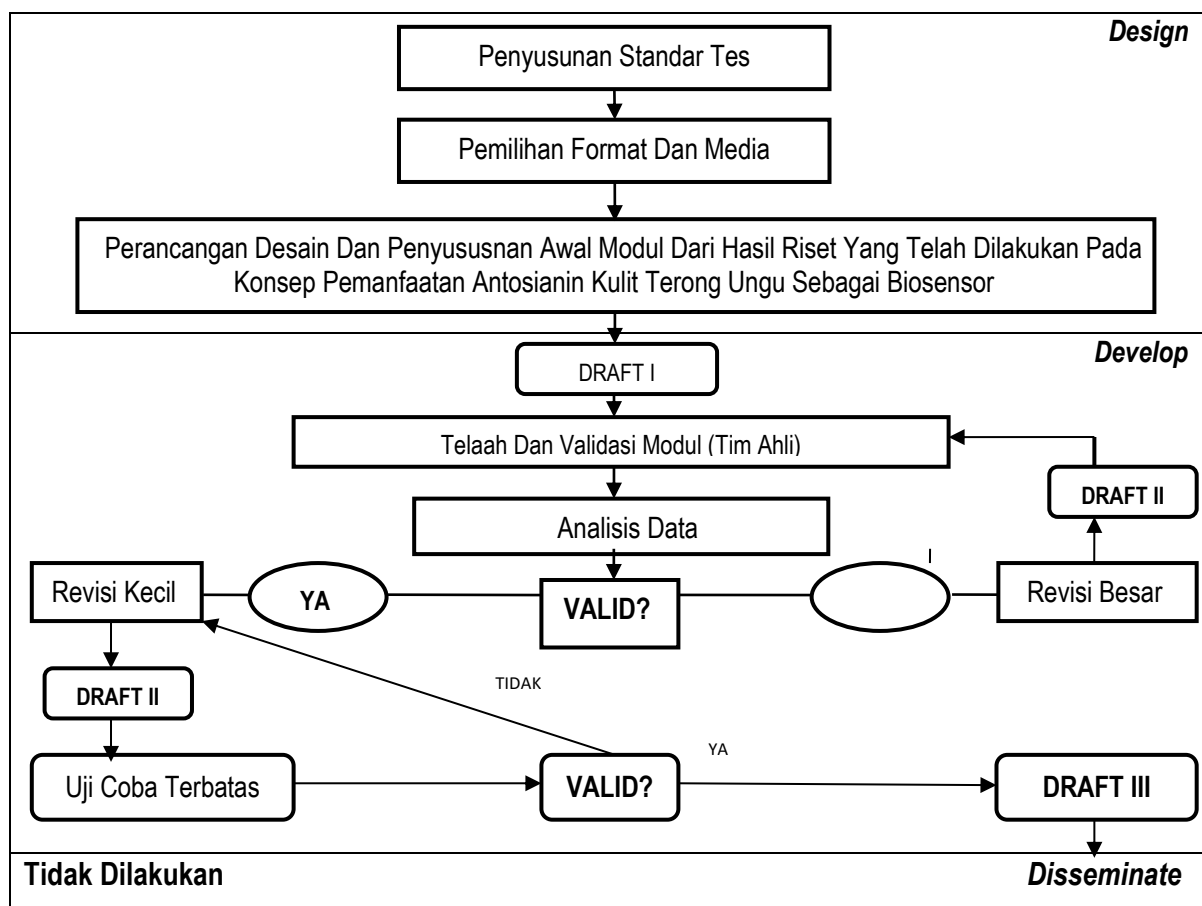 Design
Penyusunan Standar Tes
Pemilihan Format Dan Media
Perancangan Desain Dan Penyususnan Awal Modul Dari Hasil Riset Yang Telah Dilakukan Pada
Konsep Pemanfaatan Antosianin Kulit Terong Ungu Sebagai Biosensor
Develop
DRAFT I
Telaah Dan Validasi Modul (Tim Ahli)
DRAFT II
Analisis Data
Revisi Kecil
YA
VALID?
Revisi Besar
DRAFT II
TIDAK
YA
Uji Coba Terbatas
VALID?
DRAFT III
Tidak Dilakukan
Disseminate